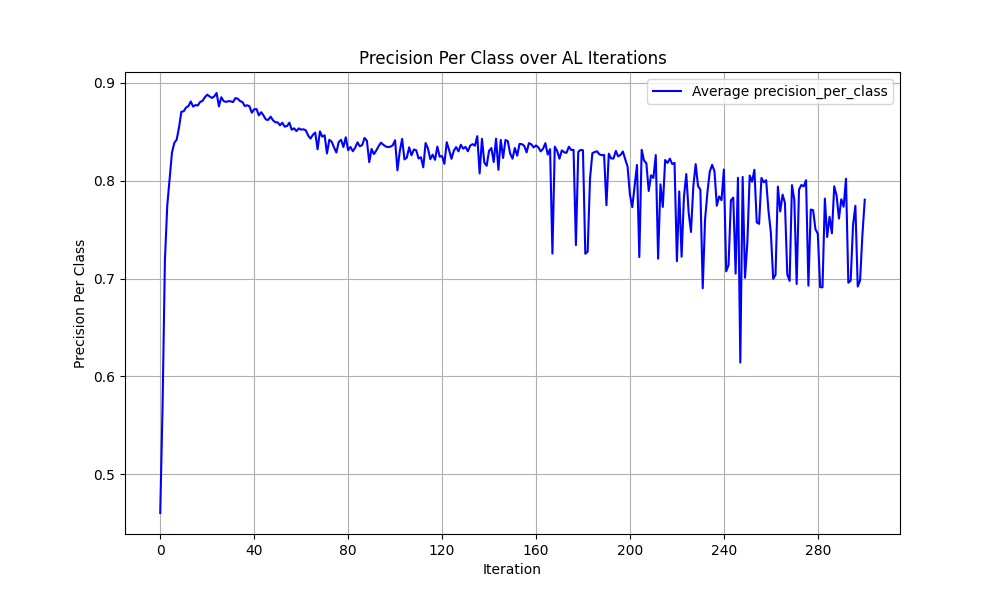 Precision Per Class over AL Iterations
Average precision_per_class
Precision Per Class
0.9
0.8
0.7
0.6
0.5
0 40 80 120 160 200 240 280
Iteration